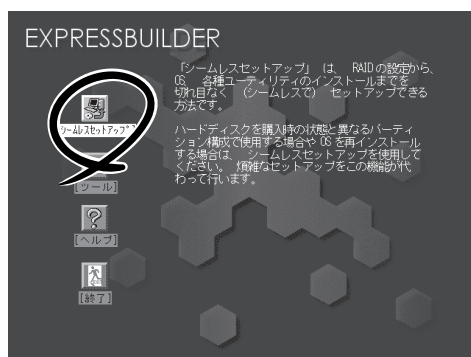 EXPRESSBUILDER
「シームレスセットアップ」 は、 RAIDの設定から、
OS、 各種ユーティリティのインストールまでを
切れ目なく （シームレスで） セットアップできる
方法です。
ハードディスクを購入時の状態と異なるパーティ
ション構成で使用する場合や OSを再インストール
する場合は、 シームレスセットアップを使用して
ください。 煩雑なセットアップをこの機能が代
わって行います。
シームレスセットアップ
[ツール]
[ヘルプ]
[終了]